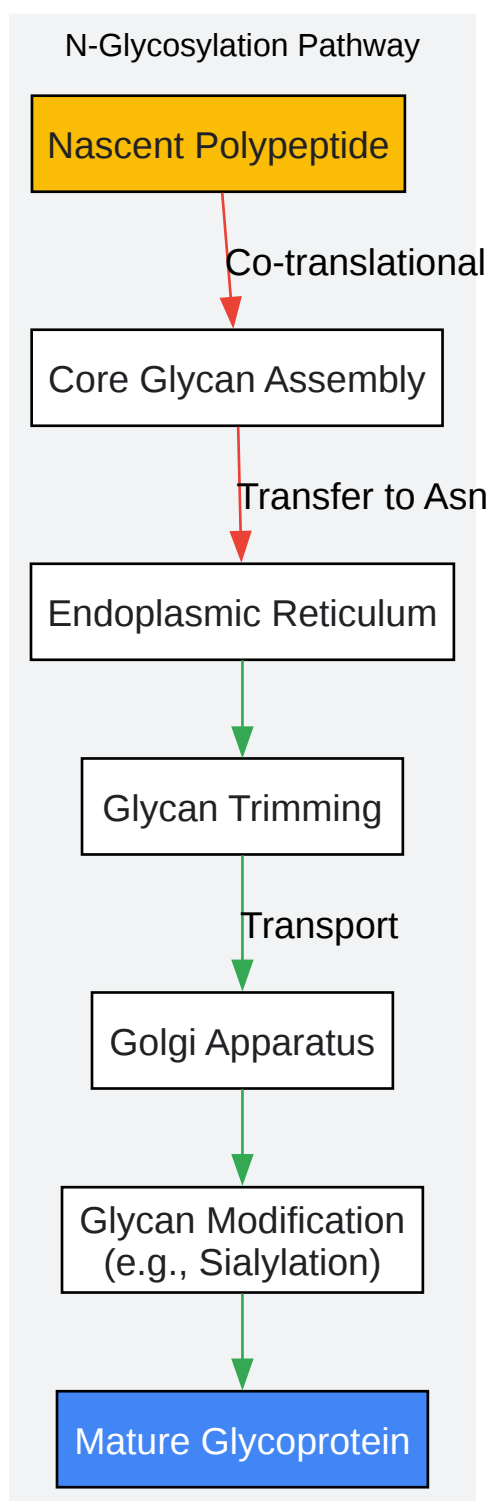 N-Glycosylation Pathway
Nascent Polypeptide
Co-translational
Core Glycan Assembly
Transfer to Asn
Endoplasmic Reticulum
Glycan Trimming
Transport
Golgi Apparatus
Glycan Modification
(e.g., Sialylation)
Mature Glycoprotein